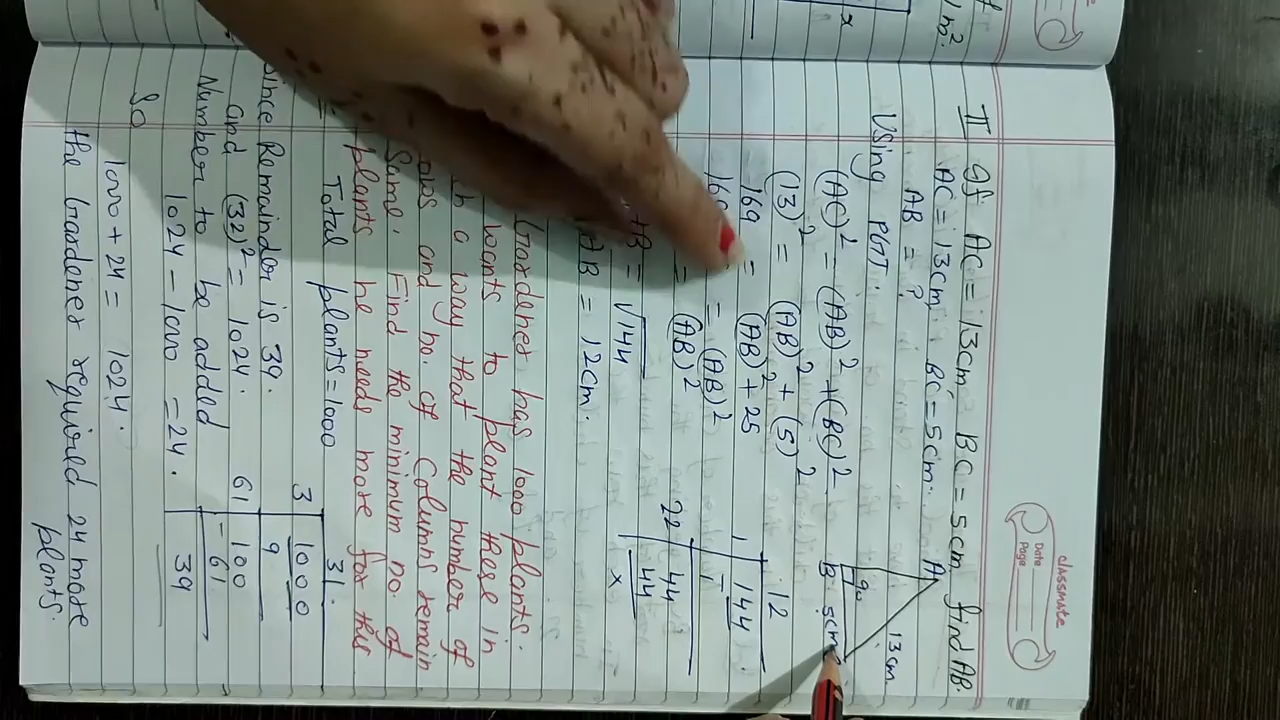 classmate
Date
Page
II If AC = 13cm, BC = 5cm find AB.
AC = 13cm, BC = 5cm.
AB = ?
Using PGT.
(AC)² = (AB)² + (BC)²
(13)² = (AB)² + (5)²
169 = (AB)² + 25
= (AB)²
= (AB)²
= √144
AB = 12cm.
A
13cm
90
B 5cm
12
1 144
1
22 44
44
x
Gardener has 1000 plants.
wants to plant these in
a way that the number of
and no. of Columns remain
Same. Find the minimum no. of
plants he needs more for this
Total plants = 1000
31.
3 1000
9
61 100
- 61
39
Since Remainder is 39.
and (32)² = 1024.
Number to be added
1024 - 1000 = 24.
So
1000 + 24 = 1024.
the Gardener required 24 more
plants.
x